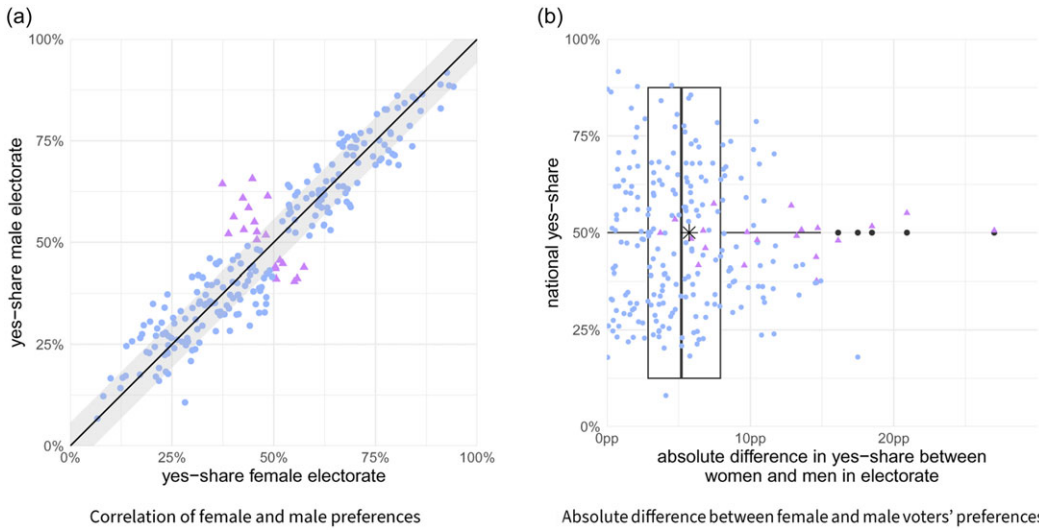 (a)
100%
75%
50%
25%
0%
yes−share male electorate
0%
25%
50%
75%
100%
yes−share female electorate
Correlation of female and male preferences
(b)
100%
75%
50%
25%
0%
national yes−share
0pp
10pp
20pp
absolute difference in yes−share between
women and men in electorate
Absolute difference between female and male voters' preferences